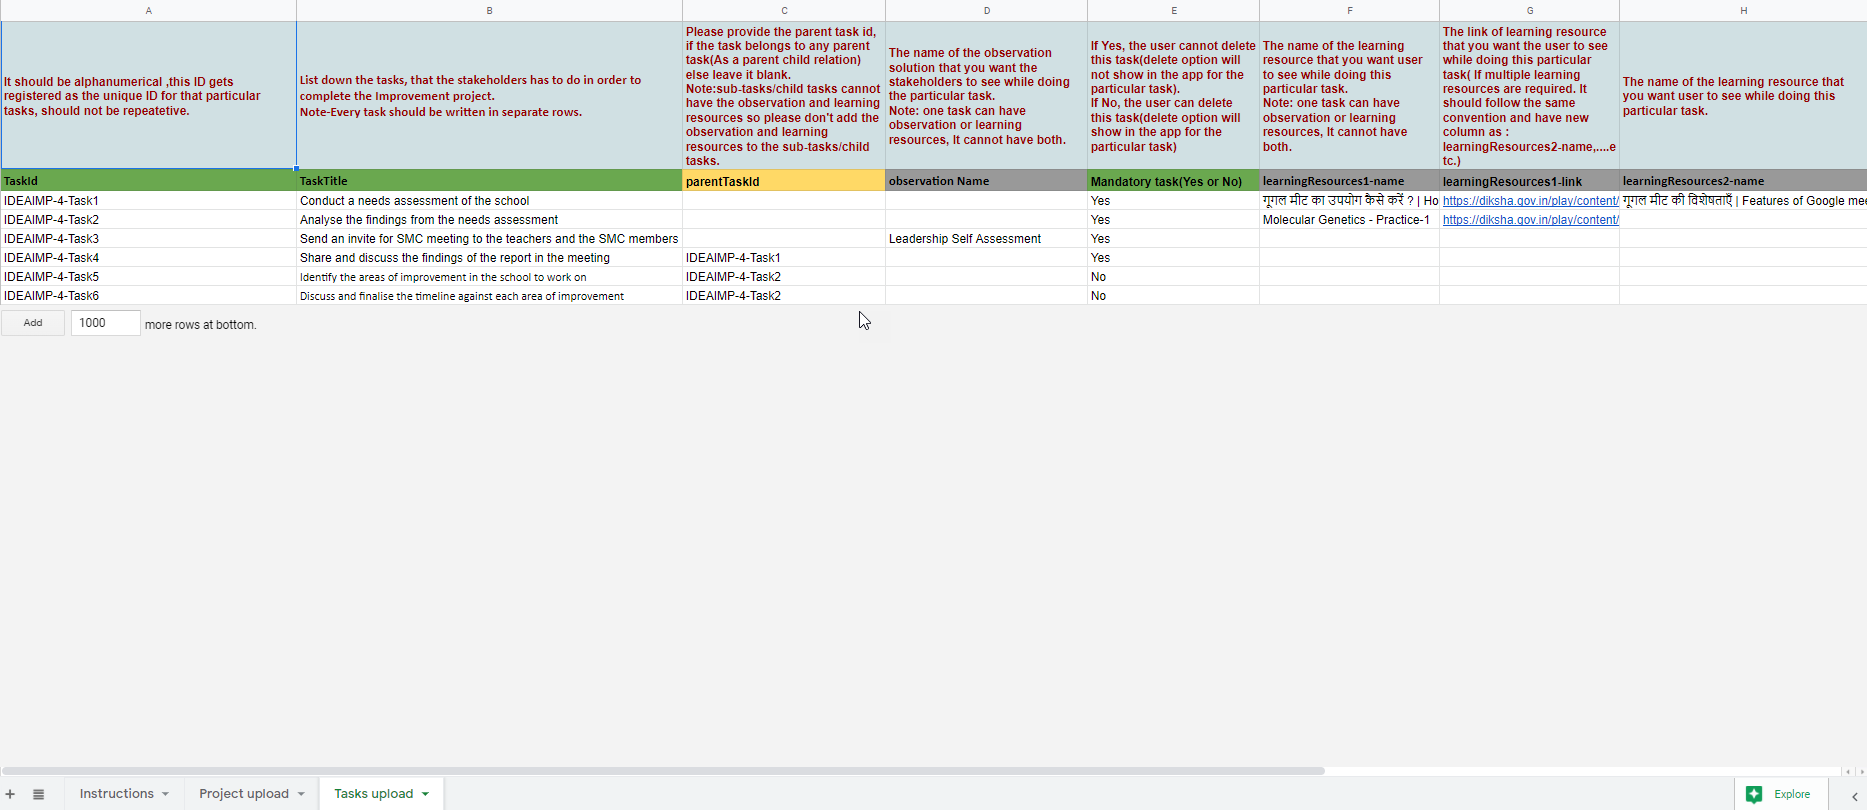 A B C D E F G H
It should be alphanumerical ,this ID gets
registered as the unique ID for that particular
tasks, should not be repeatetive.
List down the tasks, that the stakeholders has to do in order to
complete the Improvement project.
Note-Every task should be written in separate rows.
Please provide the parent task id,
if the task belongs to any parent
task(As a parent child relation)
else leave it blank.
Note:sub-tasks/child tasks cannot
have the observation and learning
resources so please don't add the
observation and learning
resources to the sub-tasks/child
tasks.
The name of the observation
solution that you want the
stakeholders to see while doing
the particular task.
Note: one task can have
observation or learning
resources, It cannot have both.
If Yes, the user cannot delete
this task(delete option will
not show in the app for the
particular task).
If No, the user can delete
this task(delete option will
show in the app for the
particular task)
The name of the learning
resource that you want user
to see while doing this
particular task.
Note: one task can have
observation or learning
resources, It cannot have
both.
The link of learning resource
that you want the user to see
while doing this particular
task( If multiple learning
resources are required. It
should follow the same
convention and have new
column as :
learningResources2-name,....e
tc.)
The name of the learning resource that
you want user to see while doing this
particular task.
TaskId TaskTitle parentTaskId observation Name Mandatory task(Yes or No) learningResources1-name learningResources1-link learningResources2-name
IDEAIMP-4-Task1 Conduct a needs assessment of the school Yes गूगल मीट का उपयोग कैसे करें ? | Ho https://diksha.gov.in/play/content/ गूगल मीट की विशेषताएँ | Features of Google mee
IDEAIMP-4-Task2 Analyse the findings from the needs assessment Yes Molecular Genetics - Practice-1 https://diksha.gov.in/play/content/
IDEAIMP-4-Task3 Send an invite for SMC meeting to the teachers and the SMC members Leadership Self Assessment Yes
IDEAIMP-4-Task4 Share and discuss the findings of the report in the meeting IDEAIMP-4-Task1 Yes
IDEAIMP-4-Task5 Identify the areas of improvement in the school to work on IDEAIMP-4-Task2 No
IDEAIMP-4-Task6 Discuss and finalise the timeline against each area of improvement IDEAIMP-4-Task2 No
Add 1000 more rows at bottom.
Instructions Project upload Tasks upload Explore